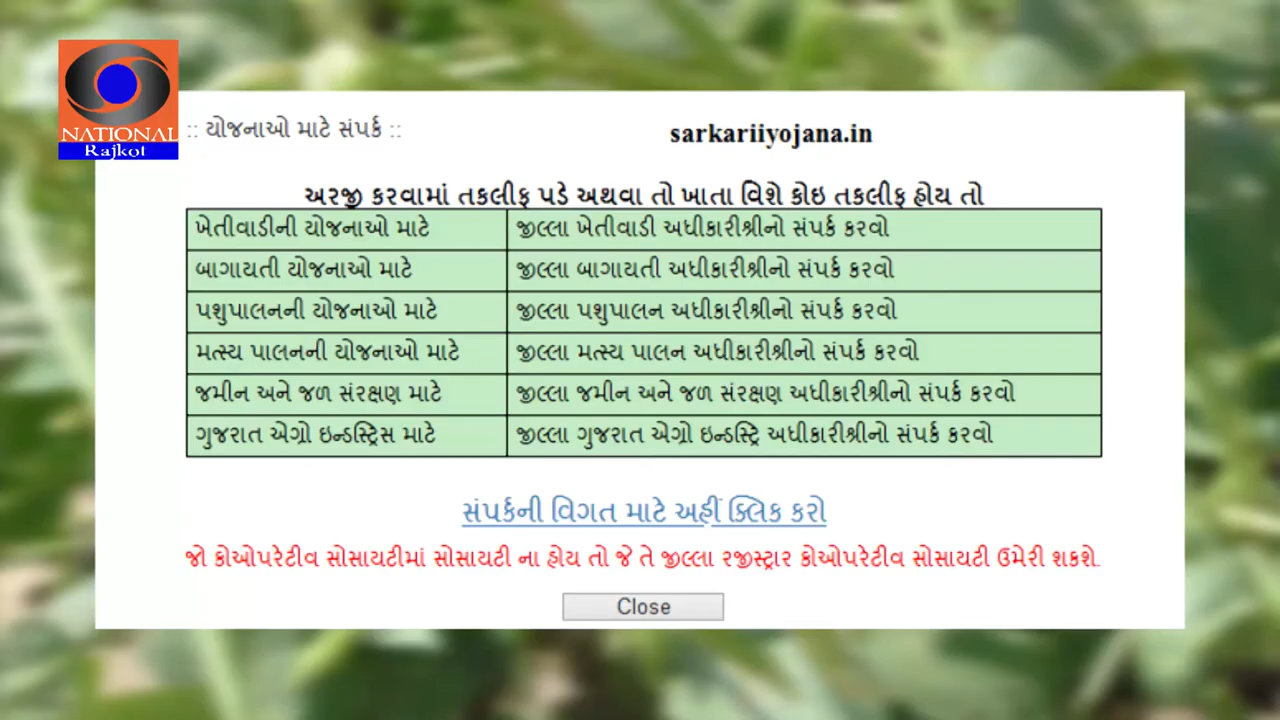 NATIONAL
Rajkot
:: યોજનાઓ માટે સંપર્ક ::
sarkariiyojana.in
અરજી કરવામાં તકલીફ પડે અથવા તો ખાતા વિશે કોઇ તકલીફ હોય તો
ખેતીવાડીની યોજનાઓ માટે જીલ્લા ખેતીવાડી અધીકારીશ્રીનો સંપર્ક કરવો
બાગાયતી યોજનાઓ માટે જીલ્લા બાગાયતી અધીકારીશ્રીનો સંપર્ક કરવો
પશુપાલનની યોજનાઓ માટે જીલ્લા પશુપાલન અધીકારીશ્રીનો સંપર્ક કરવો
મત્સ્ય પાલનની યોજનાઓ માટે જીલ્લા મત્સ્ય પાલન અધીકારીશ્રીનો સંપર્ક કરવો
જમીન અને જળ સંરક્ષણ માટે જીલ્લા જમીન અને જળ સંરક્ષણ અધીકારીશ્રીનો સંપર્ક કરવો
ગુજરાત એગ્રો ઇન્ડસ્ટ્રિસ માટે જીલ્લા ગુજરાત એગ્રો ઇન્ડસ્ટ્રિ અધીકારીશ્રીનો સંપર્ક કરવો
સંપર્કની વિગત માટે અહીં ક્લિક કરો
જો કોઓપરેટીવ સોસાયટીમાં સોસાયટી ના હોય તો જે તે જીલ્લા રજીસ્ટ્રાર કોઓપરેટીવ સોસાયટી ઉમેરી શકશે.
Close